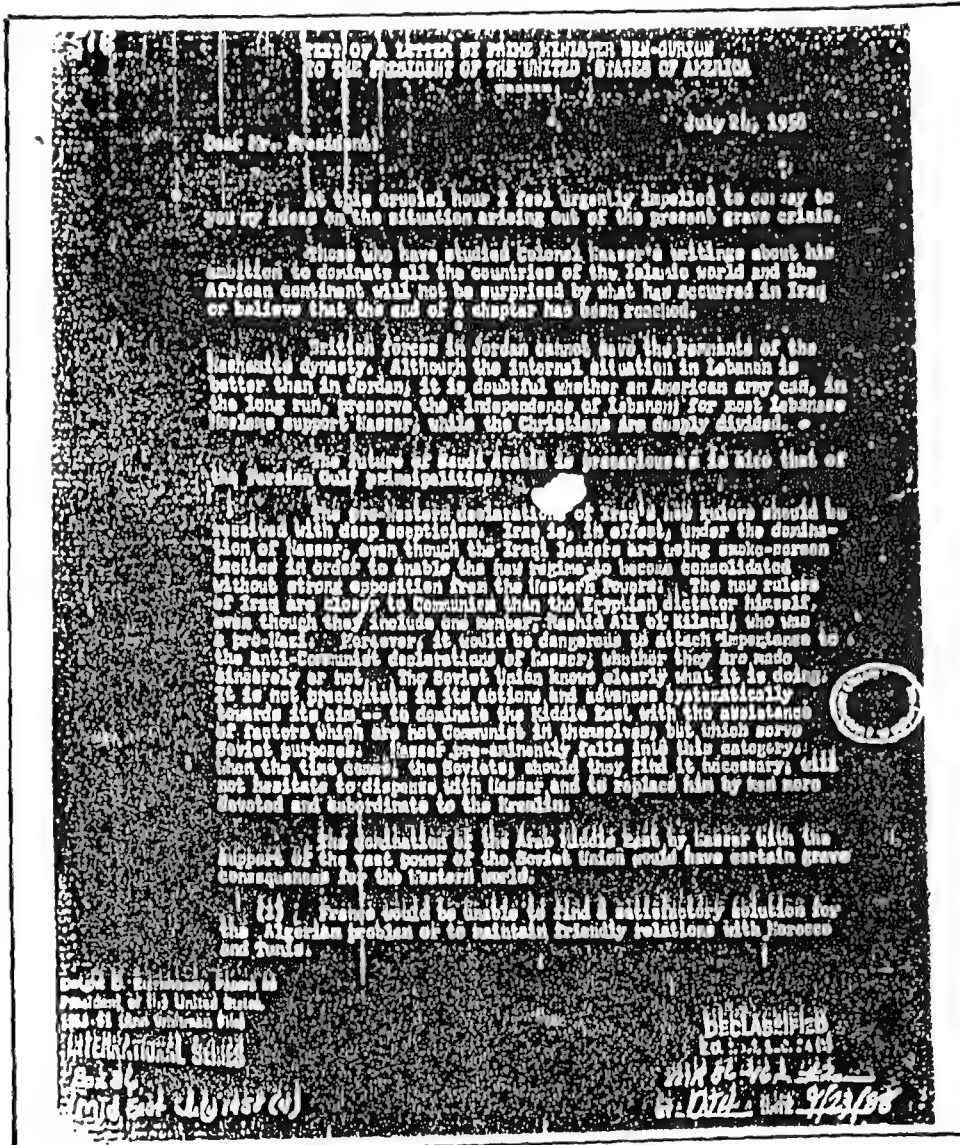 TEXT OF A LETTER BY PRIME MINISTER BEN-GURION
TO THE PRESIDENT OF THE UNITED STATES OF AMERICA
July 24, 1958
Dear Mr. President:
At this crucial hour I feel urgently impelled to convey to
you my ideas on the situation arising out of the present grave crisis.
Those who have studied Colonel Nasser's writings about his
ambition to dominate all the countries of the Islamic world and the
African continent will not be surprised by what has occurred in Iraq
or believe that the end of a chapter has been reached.
British forces in Jordan cannot save the remnants of the
Hashemite dynasty. Although the internal situation in Lebanon is
better than in Jordan, it is doubtful whether an American army can, in
the long run, preserve the independence of Lebanon; for most Lebanese
Moslems support Nasser, while the Christians are deeply divided.
The future of Saudi Arabia is precarious as is also that of
the Persian Gulf principalities.
The pro-Western declarations of Iraq's new rulers should be
handled with deep scepticism. Iraq is, in effect, under the domina-
tion of Nasser, even though the Iraqi leaders are using smoke-screen
tactics in order to enable the new regime to become consolidated
without strong opposition from the Western Powers. The new rulers
of Iraq are closer to Communism than the Egyptian dictator himself,
even though they include one member, Rashid Ali el Kilani, who was
a pro-Nazi. Moreover, it would be dangerous to attach importance to
the anti-Communist declarations of Nasser, whether they are made
sincerely or not. The Soviet Union knows clearly what it is doing;
it is not precipitate in its actions and advances systematically
towards its aim -- to dominate the Middle East with the assistance
of factors which are not Communist in themselves, but which serve
Soviet purposes. Nasser pre-eminently falls into this category.
When the time comes, the Soviets, should they find it necessary, will
not hesitate to dispense with Nasser and to replace him by men more
devoted and subordinate to the Kremlin.
The domination of the Arab Middle East by Nasser with the
support of the vast power of the Soviet Union would have certain grave
consequences for the Western world.
(1) France would be unable to find a satisfactory solution for
the Algerian problem or to maintain friendly relations with Morocco
and Tunis.
President of the United States,
INTERNATIONAL SERIES
Box 36
Mid East July 1958 (4)
DECLASSIFIED
9/23/88